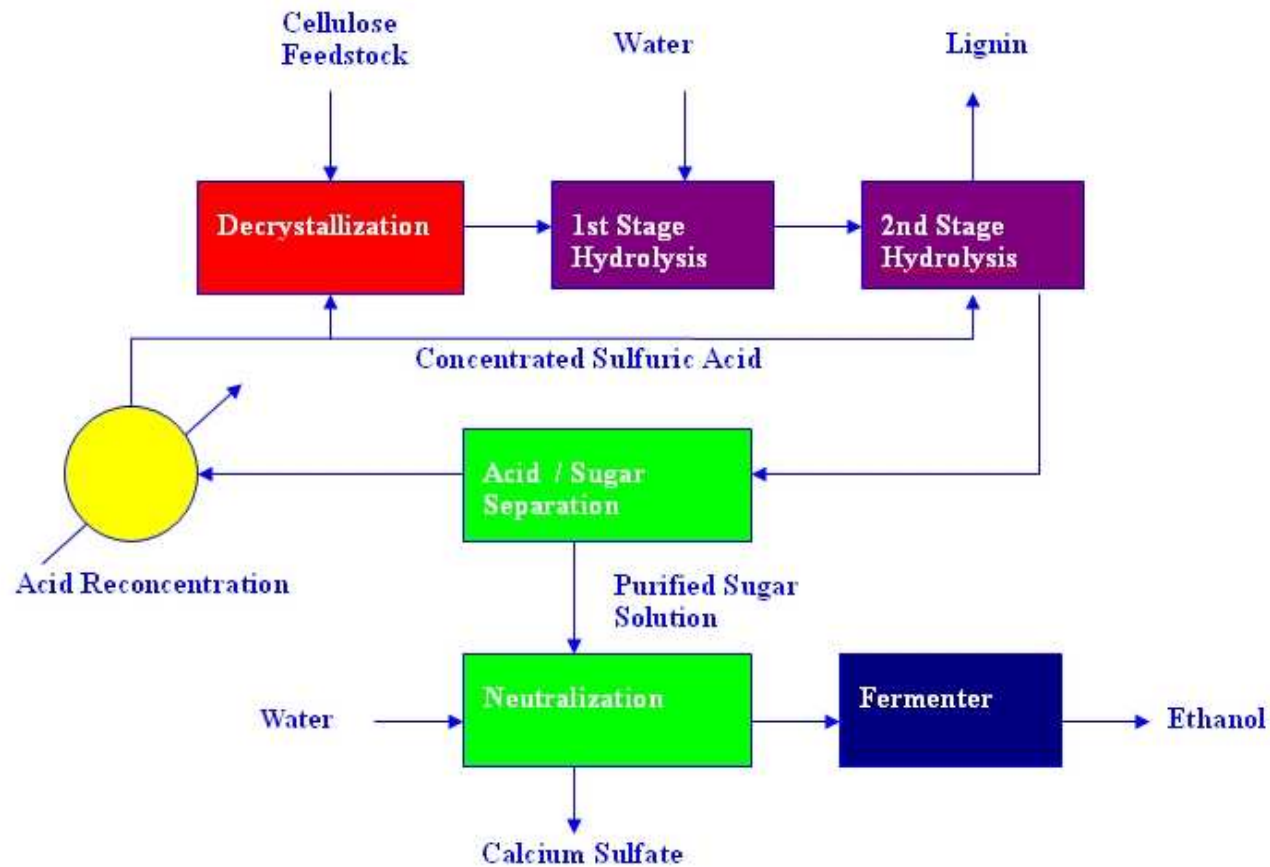 Cellulose
Feedstock
Water
Lignin
Decrystallization
1st Stage
Hydrolysis
2nd Stage
Hydrolysis
Concentrated Sulfuric Acid
Acid / Sugar
Separation
Acid Reconcentration
Purified Sugar
Solution
Water
Neutralization
Fermenter
Ethanol
Calcium Sulfate